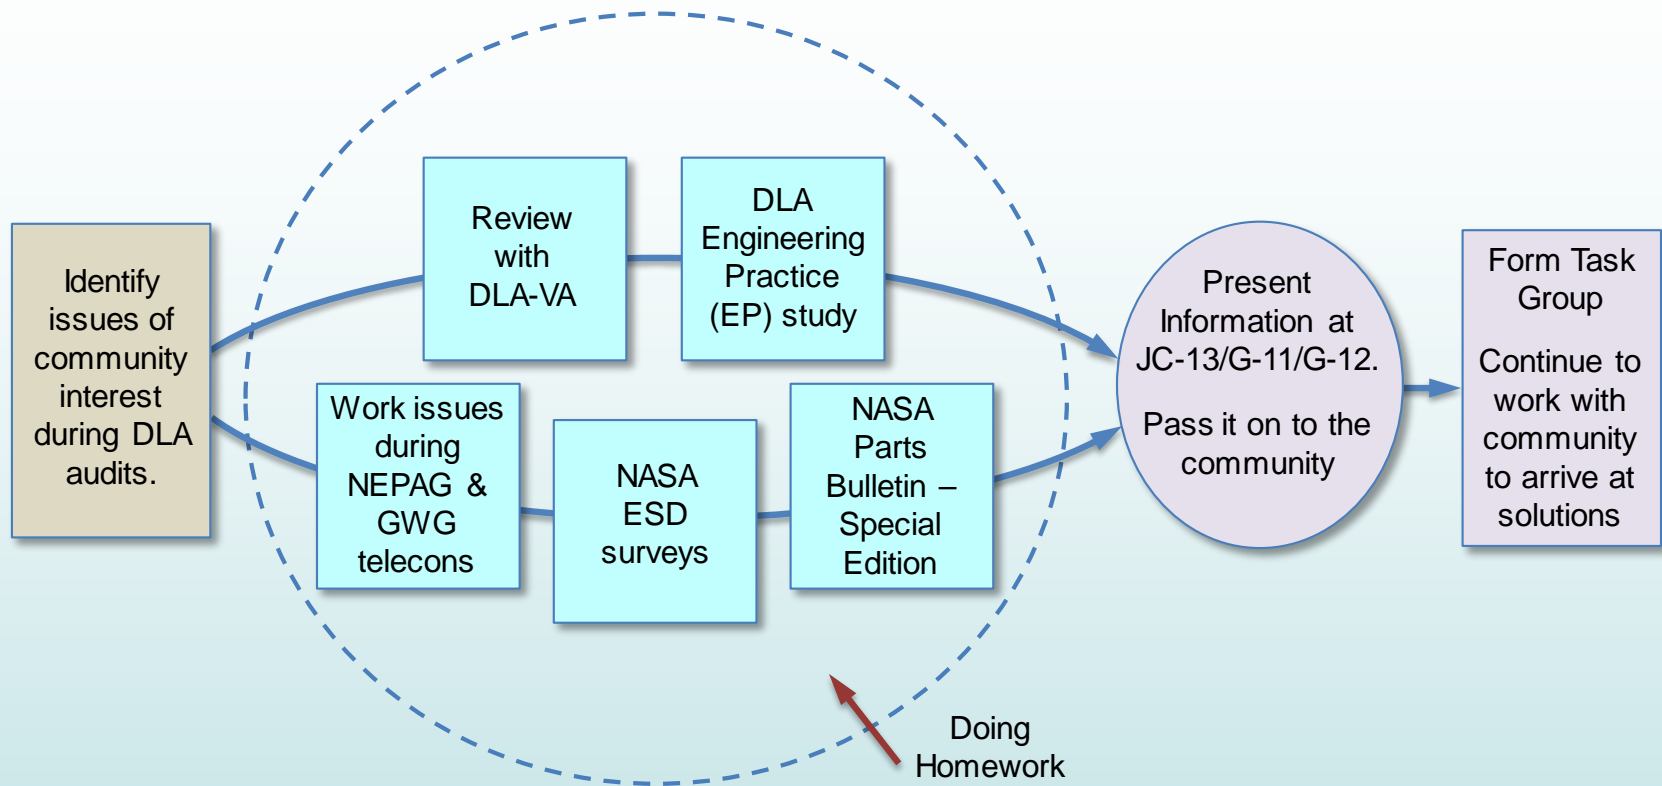 Identify
issues of
community
interest
during DLA
audits.
Review
with
DLA-VA
DLA
Engineering
Practice
(EP) study
Work issues
during
NEPAG &
GWG
telecons
NASA
ESD
surveys
NASA
Parts
Bulletin –
Special
Edition
Present
Information at
JC-13/G-11/G-12.
Pass it on to the
community
Form Task
Group
Continue to
work with
community
to arrive at
solutions
Doing
Homework